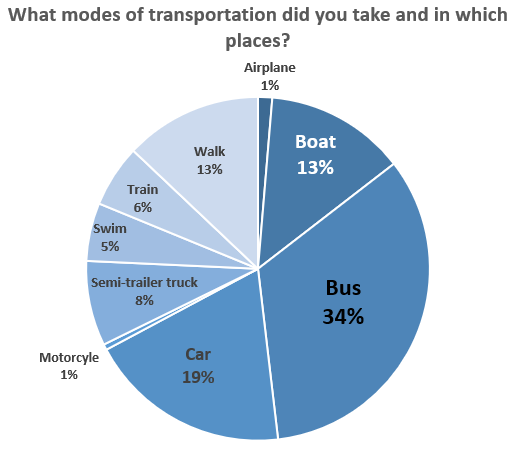 What modes of transportation did you take and in which
places?
Airplane
1%
Boat
13%
Walk
13%
Train
6%
Swim
5%
Semi-trailer truck
8%
Bus
34%
Motorcyle
1%
Car
19%